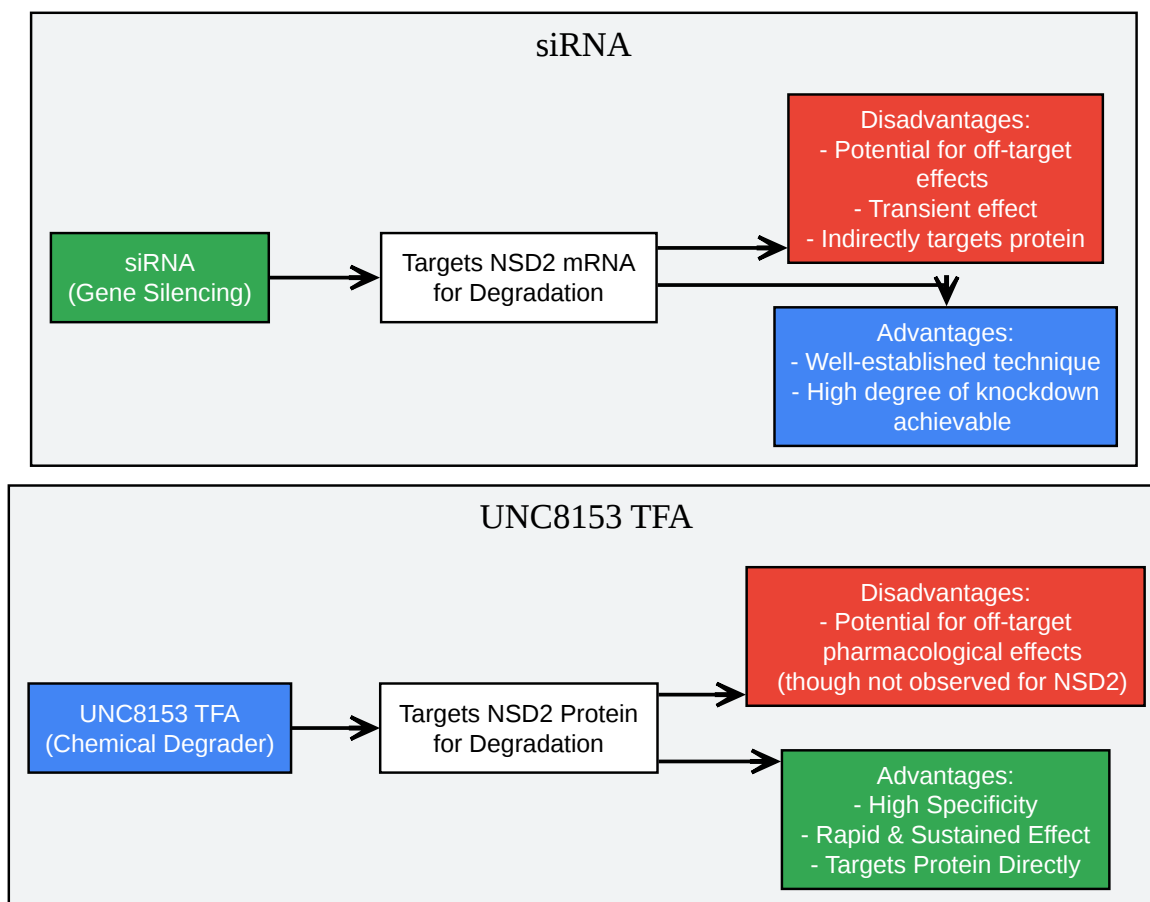 siRNA
siRNA
(Gene Silencing)
Targets NSD2 mRNA
for Degradation
Disadvantages:
- Potential for off-target
effects
- Transient effect
- Indirectly targets protein
Advantages:
- Well-established technique
- High degree of knockdown
achievable
UNC8153 TFA
UNC8153 TFA
(Chemical Degrader)
Targets NSD2 Protein
for Degradation
Disadvantages:
- Potential for off-target
pharmacological effects
(though not observed for NSD2)
Advantages:
- High Specificity
- Rapid & Sustained Effect
- Targets Protein Directly